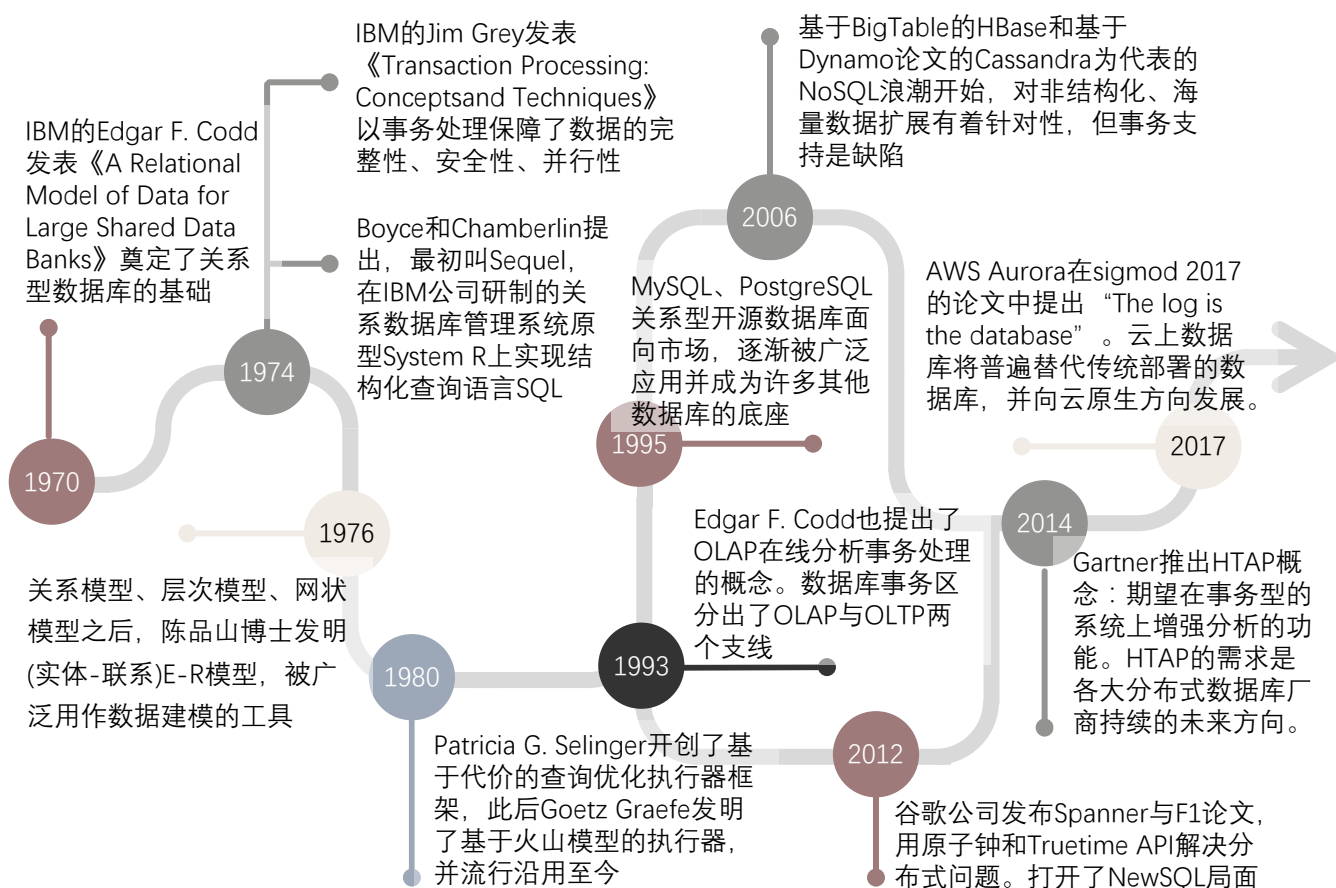 IBM的Edgar F. Codd
发表《A Relational
Model of Data for
Large Shared Data
Banks》奠定了关系
型数据库的基础
1970
IBM的Jim Grey发表
《Transaction Processing:
Conceptsand Techniques》
以事务处理保障了数据的完
整性、安全性、并行性
Boyce和Chamberlin提
出，最初叫Sequel，
在IBM公司研制的关
系数据库管理系统原
型System R上实现结
构化查询语言SQL
1974
1976
关系模型、层次模型、网状
模型之后，陈品山博士发明
(实体-联系)E-R模型，被广
泛用作数据建模的工具
1980
Patricia G. Selinger开创了基
于代价的查询优化执行器框
架，此后Goetz Graefe发明
了基于火山模型的执行器，
并流行沿用至今
1993
Edgar F. Codd也提出了
OLAP在线分析事务处理
的概念。数据库事务区
分出了OLAP与OLTP两
个支线
MySQL、PostgreSQL
关系型开源数据库面
向市场，逐渐被广泛
应用并成为许多其他
数据库的底座
1995
基于BigTable的HBase和基于
Dynamo论文的Cassandra为代表的
NoSQL浪潮开始，对非结构化、海
量数据扩展有着针对性，但事务支
持是缺陷
2006
2012
谷歌公司发布Spanner与F1论文，
用原子钟和Truetime API解决分
布式问题。打开了NewSQL局面
2014
Gartner推出HTAP概
念：期望在事务型的
系统上增强分析的功
能。HTAP的需求是
各大分布式数据库厂
商持续的未来方向。
AWS Aurora在sigmod 2017
的论文中提出 “The log is
the database” 。云上数据
库将普遍替代传统部署的数
据库，并向云原生方向发展。
2017